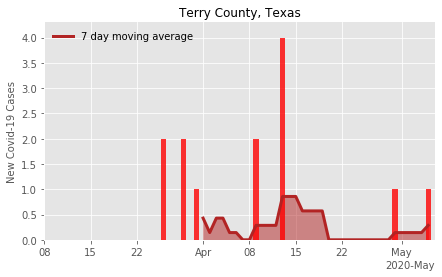 Terry County, Texas
7 day moving average
New Covid-19 Cases
4.0
3.5
3.0
2.5
2.0
1.5
1.0
0.5
0.0
08 15 22 Apr 08 15 22 May
2020-May